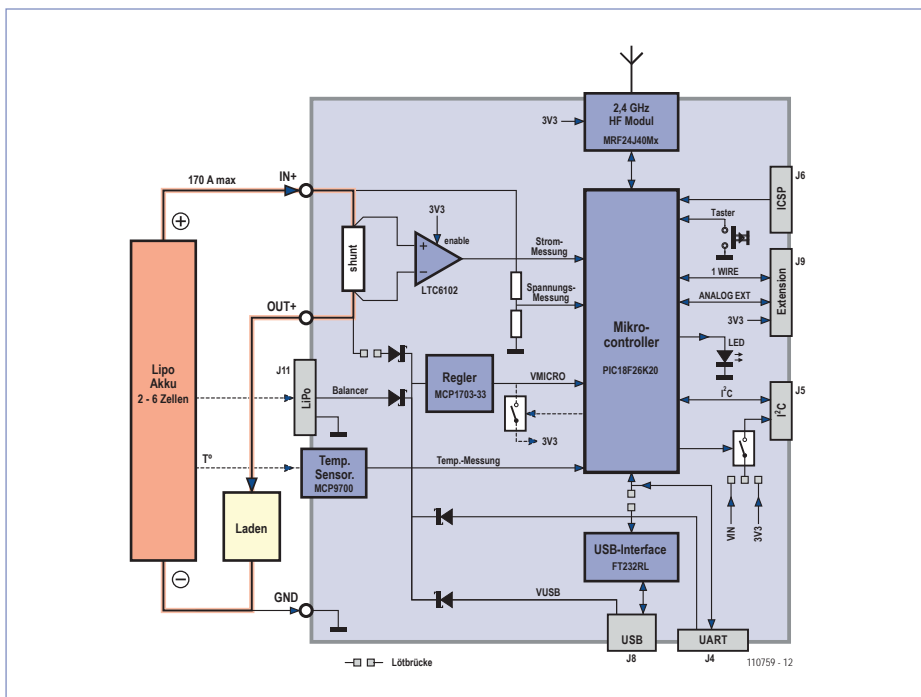 2,4 GHz
HF Modul
MRF24J40Mx
3V3
J6
ICSP
170 A max
IN+
3V3
enable
+
−
LTC6102
shunt
Strom-
Messung
Taster
J9
Extension
1 WIRE
ANALOG EXT
3V3
Spannungs-
Messung
OUT+
Mikro-
controller
PIC18F26K20
LED
Lipo
Akku
2 - 6 Zellen
J11
LiPo
Balancer
Regler
MCP1703-33
VMICRO
3V3
I²C
J5
I²C
T°
Temp.
Sensor.
MCP9700
Temp.-Messung
VIN
3V3
Laden
USB-Interface
FT232RL
GND
VUSB
USB
J8
UART
J4
Lötbrücke
110759 - 12